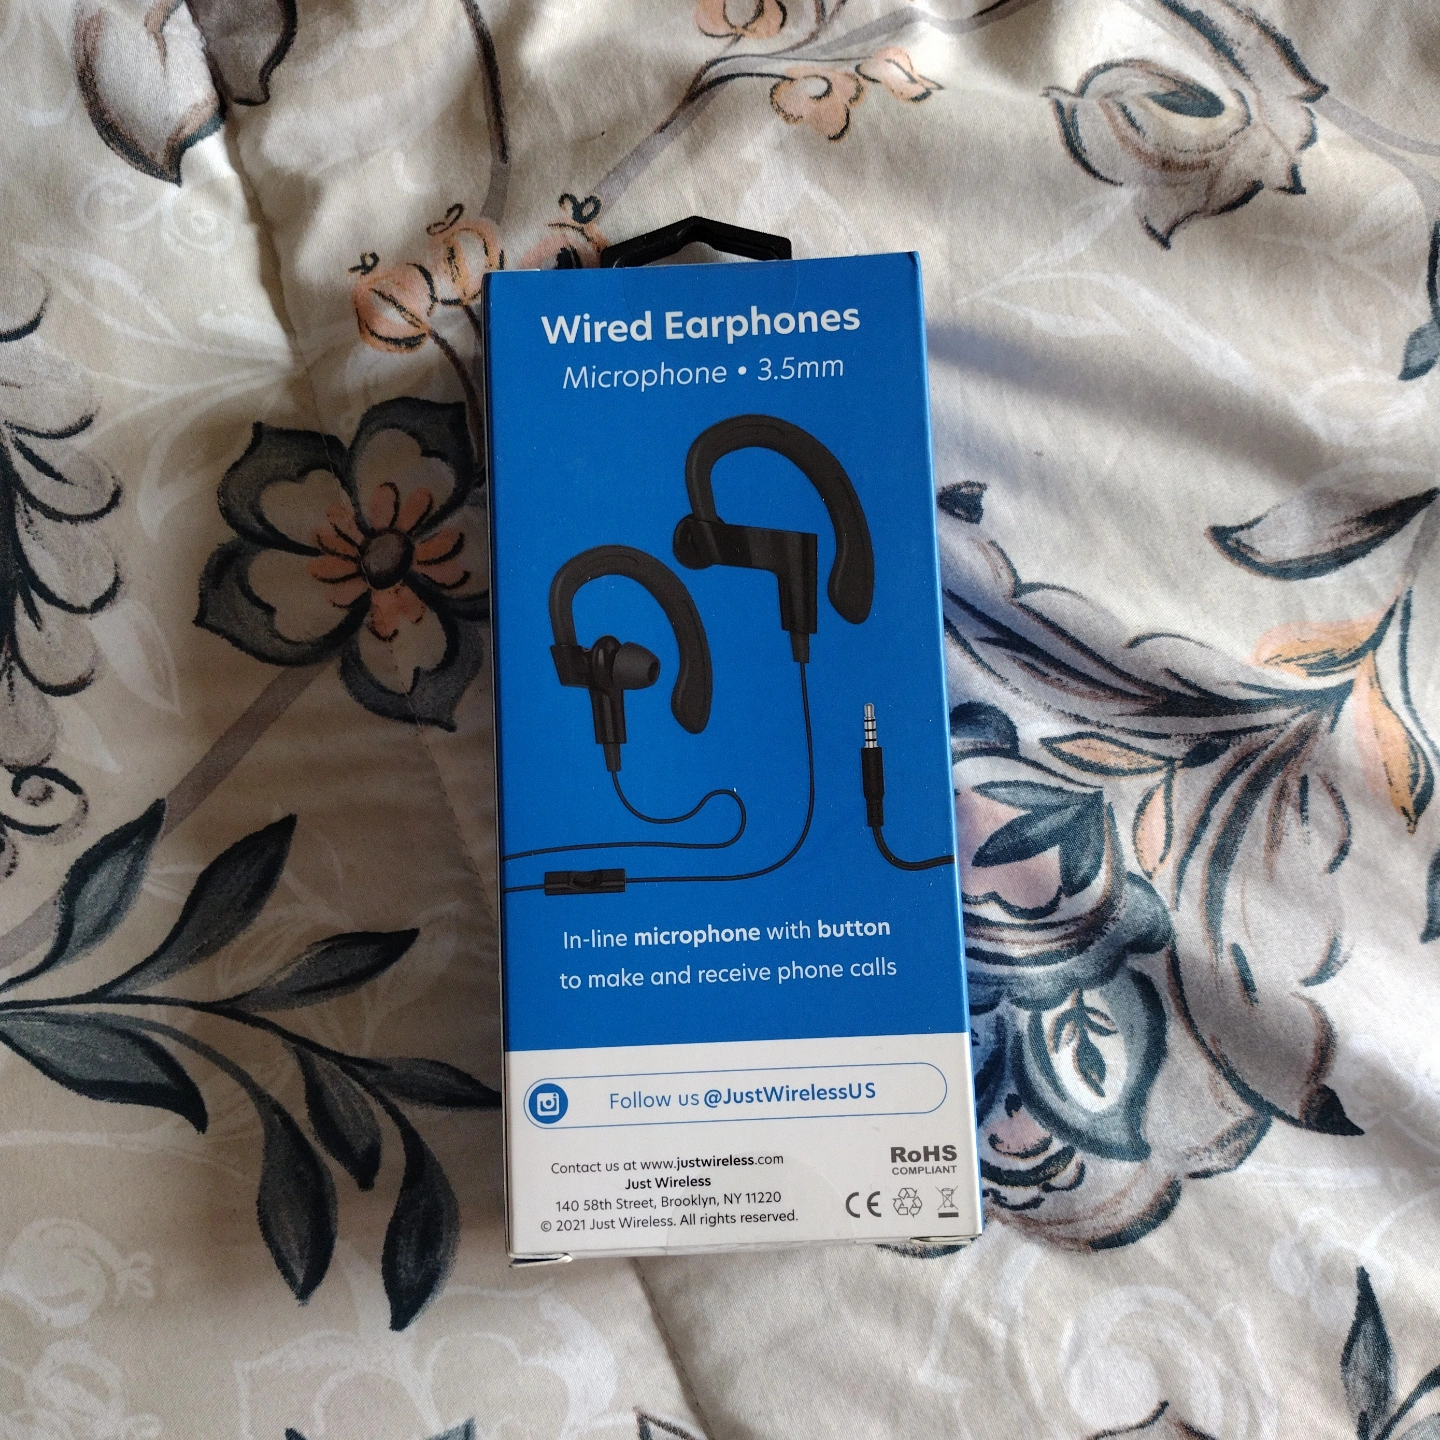 Wired Earphones
Microphone • 3.5mm
In-line microphone with button
to make and receive phone calls
Follow us @JustWirelessUS
Contact us at www.justwireless.com
Just Wireless
140 58th Street, Brooklyn, NY 11220
© 2021 Just Wireless. All rights reserved.
RoHS
COMPLIANT
CE